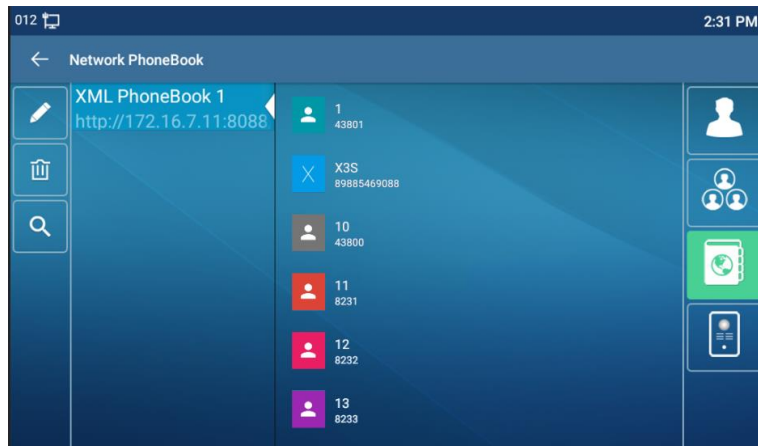 012
2:31 PM
Network PhoneBook
XML PhoneBook 1
http://172.16.7.11:8088
1
43801
X
X3S
89885469088
10
43800
11
8231
12
8232
13
8233